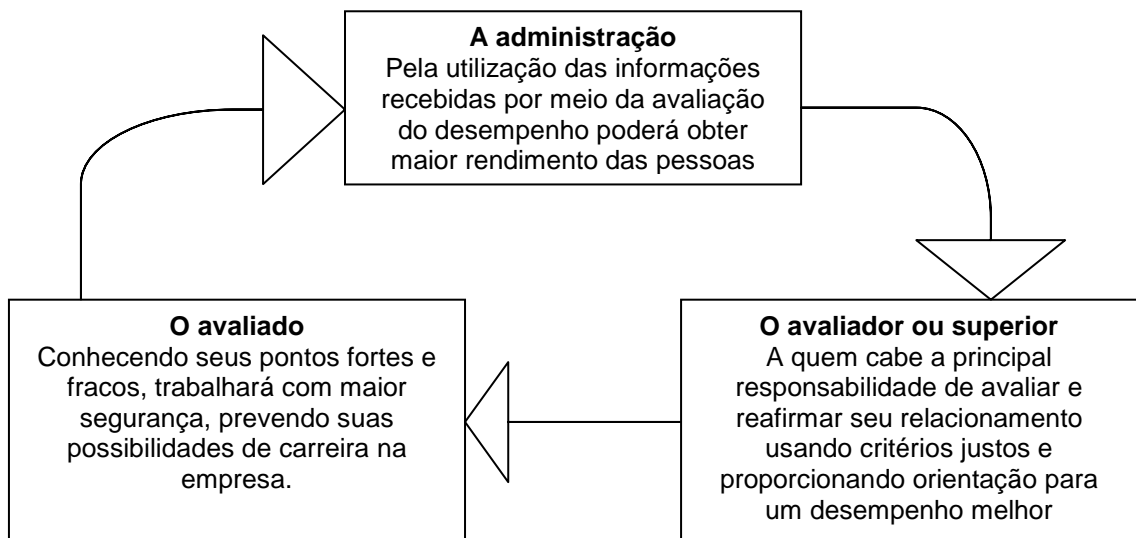 A administração
Pela utilização das informações
recebidas por meio da avaliação
do desempenho poderá obter
maior rendimento das pessoas
O avaliado
Conhecendo seus pontos fortes e
fracos, trabalhará com maior
segurança, prevendo suas
possibilidades de carreira na
empresa.
O avaliador ou superior
A quem cabe a principal
responsabilidade de avaliar e
reafirmar seu relacionamento
usando critérios justos e
proporcionando orientação para
um desempenho melhor